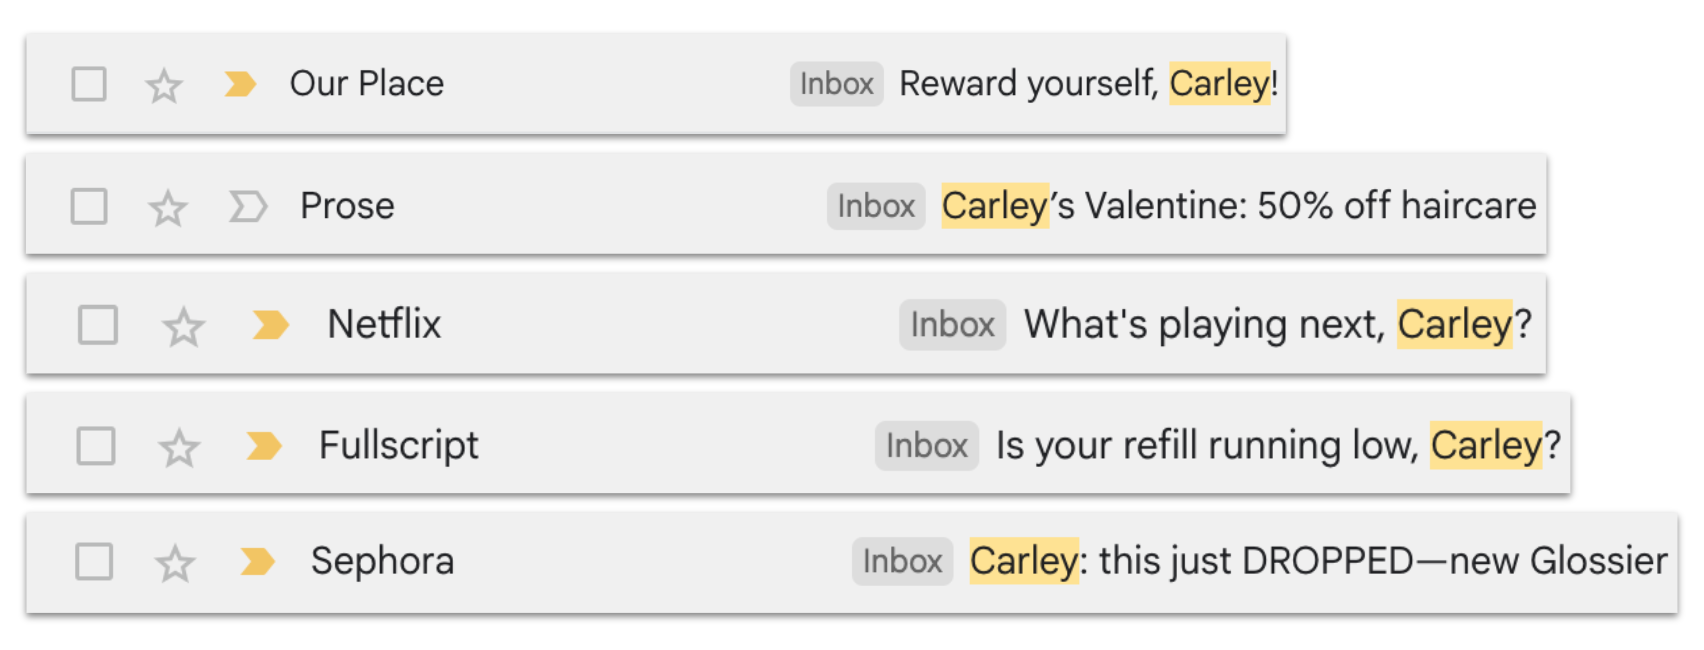 Our Place Inbox Reward yourself, Carley!
Prose Inbox Carley’s Valentine: 50% off haircare
Netflix Inbox What's playing next, Carley?
Fullscript Inbox Is your refill running low, Carley?
Sephora Inbox Carley: this just DROPPED—new Glossier